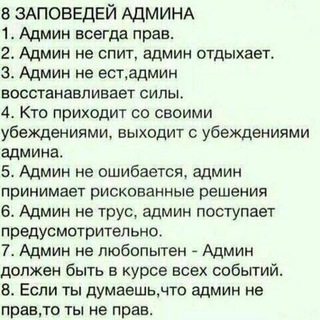 8 ЗАПОВЕДЕЙ АДМИНА
1. Админ всегда прав.
2. Админ не спит, админ отдыхает.
3. Админ не ест,админ
восстанавливает силы.
4. Кто приходит со своими
убеждениями, выходит с убеждениями
админа.
5. Админ не ошибается, админ
принимает рискованные решения
6. Админ не трус, админ поступает
предусмотрительно.
7. Админ не любопытен - Админ
должен быть в курсе всех событий.
8. Если ты думаешь,что админ не
прав,то ты не прав.